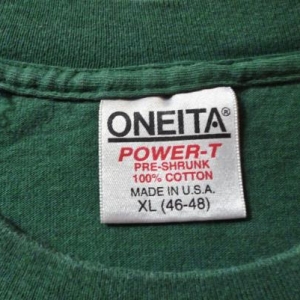 ONEITA®
POWER-T
PRE-SHRUNK
100% COTTON
MADE IN U.S.A.
XL (46-48)